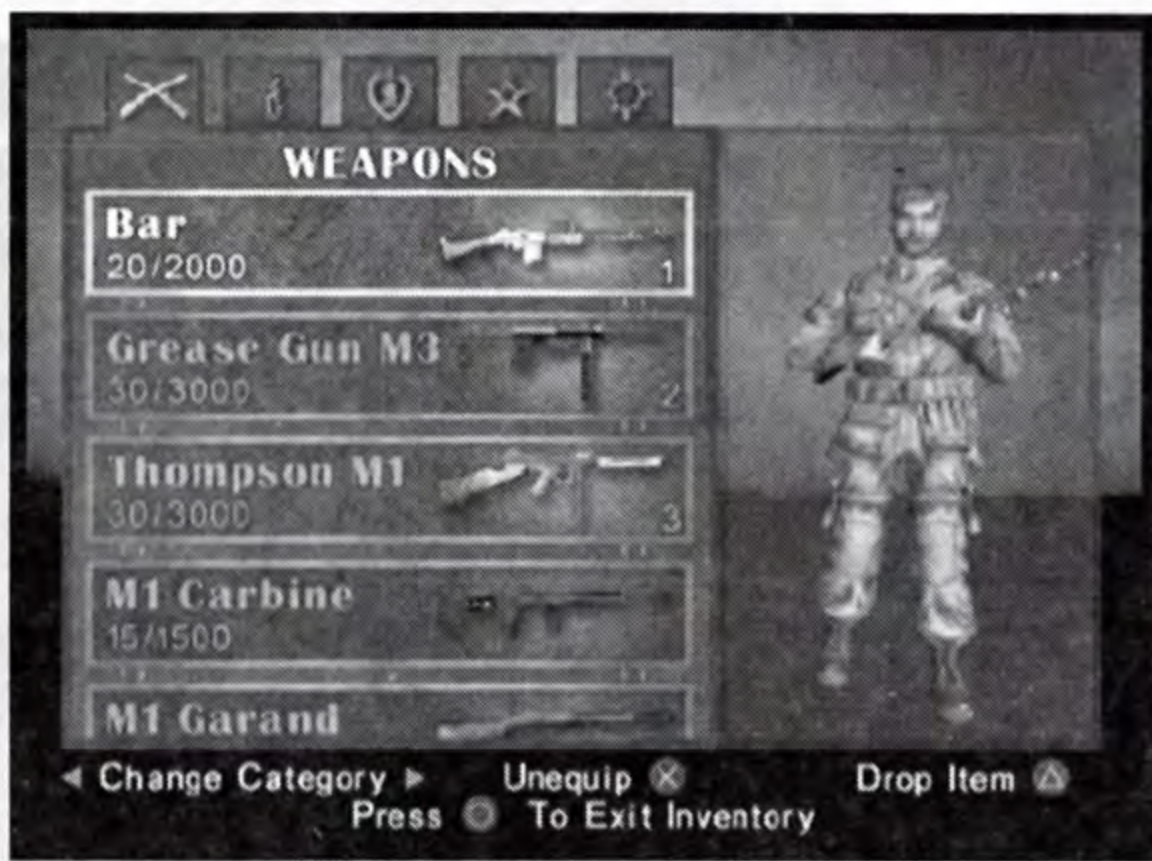 WEAPONS
Bar
20/2000
1
Grease Gun M3
30/3000
2
Thompson M1
30/3000
3
M1 Carbine
15/1500
M1 Garand
Change Category Unequip Drop Item
Press To Exit Inventory